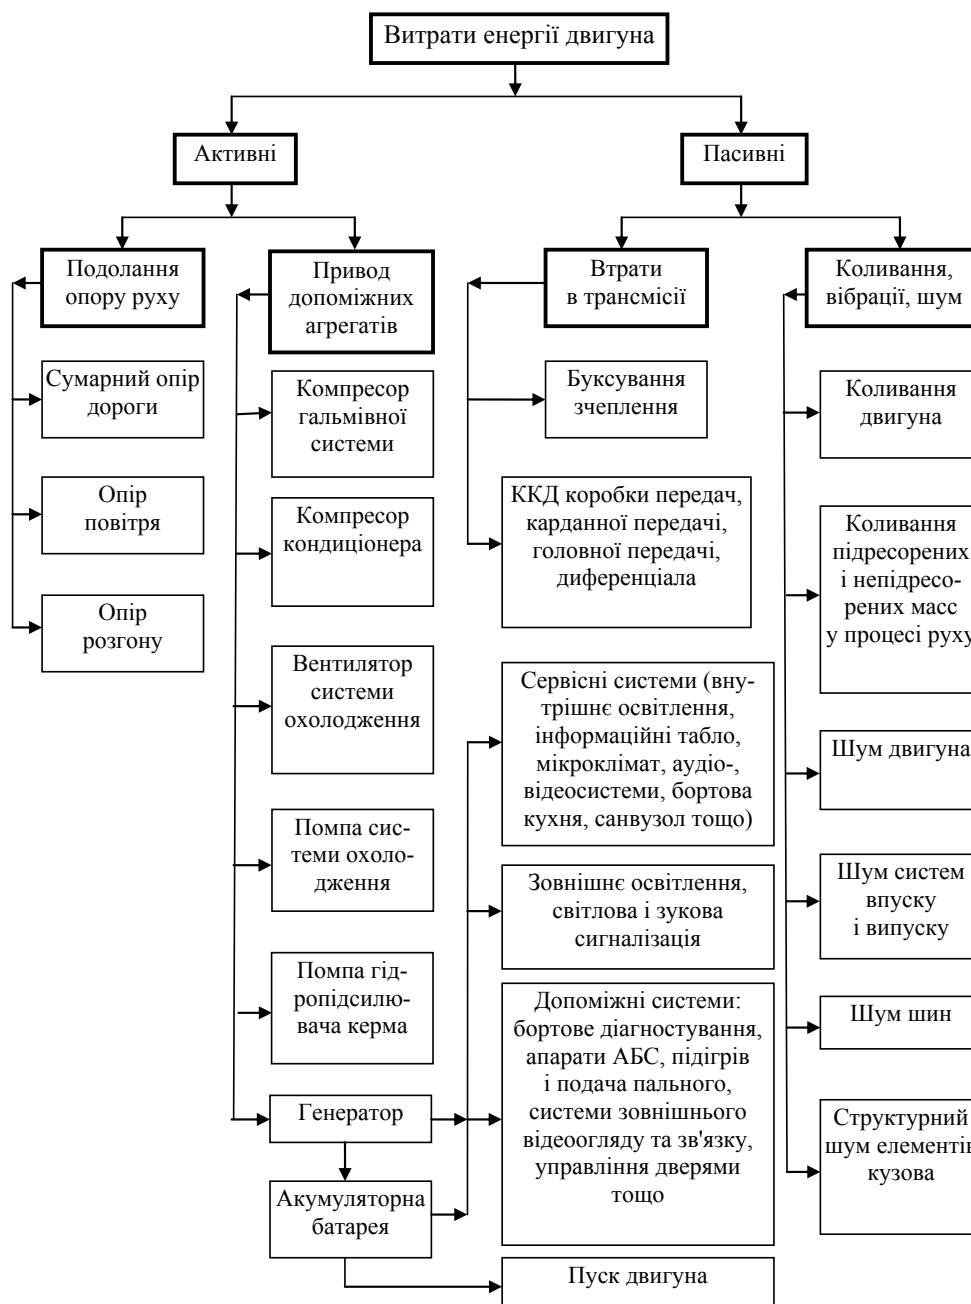 Витрати енергії двигуна
Активні
Пасивні
Подолання
опору руху
Привод
допоміжних
агрегатів
Втрати
в трансмісії
Коливання,
вібрації, шум
Сумарний опір
дороги
Опір
повітря
Опір
розгону
Компресор
гальмівної
системи
Компресор
кондиціонера
Вентилятор
системи
охолодження
Помпа сис-
теми охоло-
дження
Помпа гід-
ропідсилю-
вача керма
Генератор
Акумуляторна
батарея
Буксування
зчеплення
ККД коробки передач,
карданної передачі,
головної передачі,
диференціала
Сервісні системи (вну-
трішнє освітлення,
інформаційні табло,
мікроклімат, аудіо-,
відеосистеми, бортова
кухня, санвузол тощо)
Зовнішнє освітлення,
світлова і зукова
сигналізація
Допоміжні системи:
бортове діагностування,
апарати АБС, підігрів
і подача пального,
системи зовнішнього
відеоогляду та зв'язку,
управління дверями
тощо
Пуск двигуна
Коливання
двигуна
Коливання
підресорених
і непідресо-
рених масс
у процесі руху
Шум двигуна
Шум систем
впуску
і випуску
Шум шин
Структурний
шум елементів
кузова